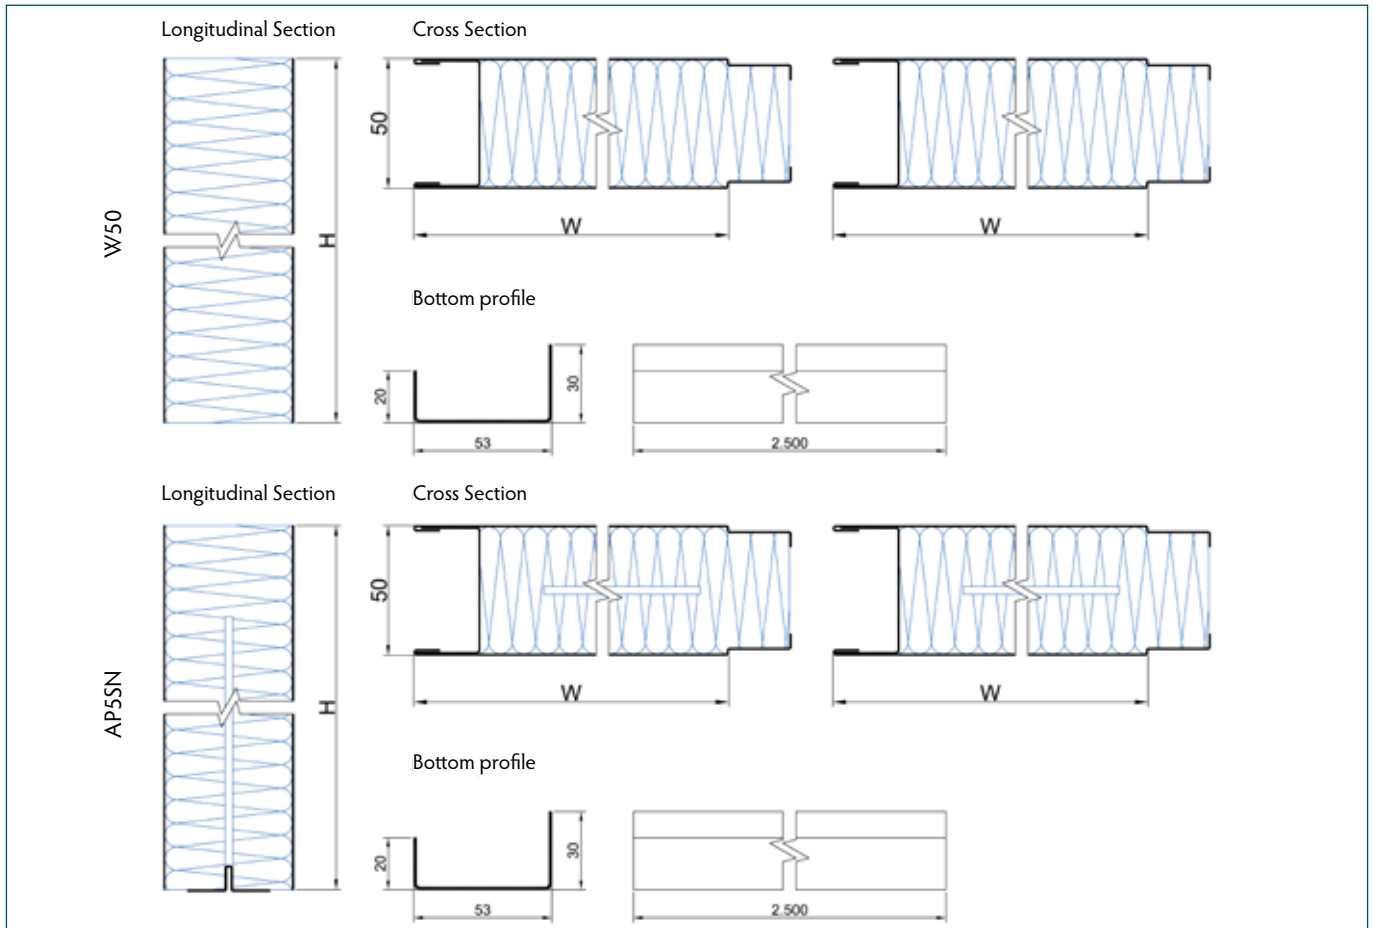 Longitudinal Section
Cross Section
W50
H
50
W
W
Bottom profile
20
30
53
2.500
Longitudinal Section
Cross Section
AP5SN
H
50
W
W
Bottom profile
20
30
53
2.500